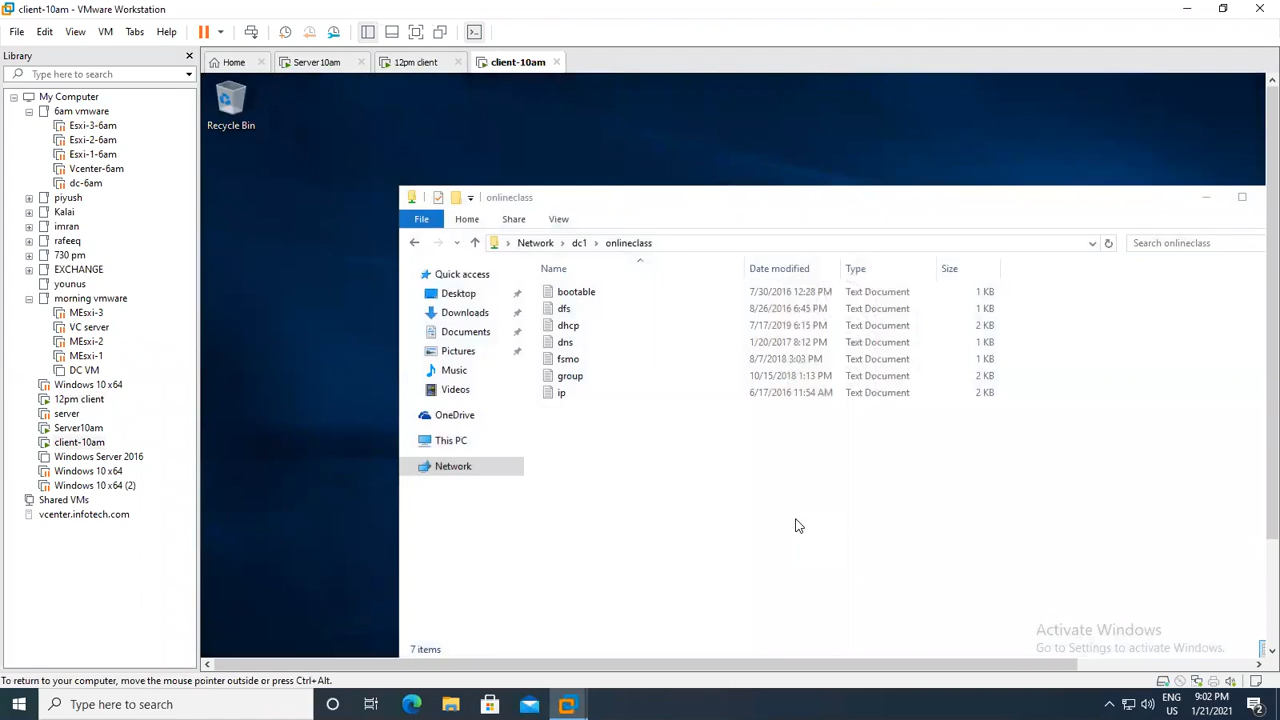 client-10am - VMware Workstation
File Edit View VM Tabs Help
Library
Type here to search
My Computer
6am vmware
Esxi-3-6am
Esxi-2-6am
Esxi-1-6am
Vcenter-6am
dc-6am
piyush
Kalai
imran
rafeeq
730 pm
EXCHANGE
younus
morning vmware
MEsxi-3
VC server
MEsxi-2
MEsxi-1
DC VM
Windows 10 x64
12pm client
server
Server10am
client-10am
Windows Server 2016
Windows 10 x64
Windows 10 x64 (2)
Shared VMs
vcenter.infotech.com
Home Server10am 12pm client client-10am
Recycle Bin
onlineclass
File Home Share View
Network dc1 onlineclass Search onlineclass
Quick access
Desktop
Downloads
Documents
Pictures
Music
Videos
OneDrive
This PC
Network
Name Date modified Type Size
bootable 7/30/2016 12:28 PM Text Document 1 KB
dfs 8/26/2016 6:45 PM Text Document 1 KB
dhcp 7/17/2019 6:15 PM Text Document 2 KB
dns 1/20/2017 8:12 PM Text Document 1 KB
fsmo 8/7/2018 3:03 PM Text Document 1 KB
group 10/15/2018 1:13 PM Text Document 2 KB
ip 6/17/2016 11:54 AM Text Document 2 KB
7 items
Activate Windows
Go to Settings to activate Windows.
To return to your computer, move the mouse pointer outside or press Ctrl+Alt.
Type here to search
ENG 9:02 PM
US 1/21/2021
2